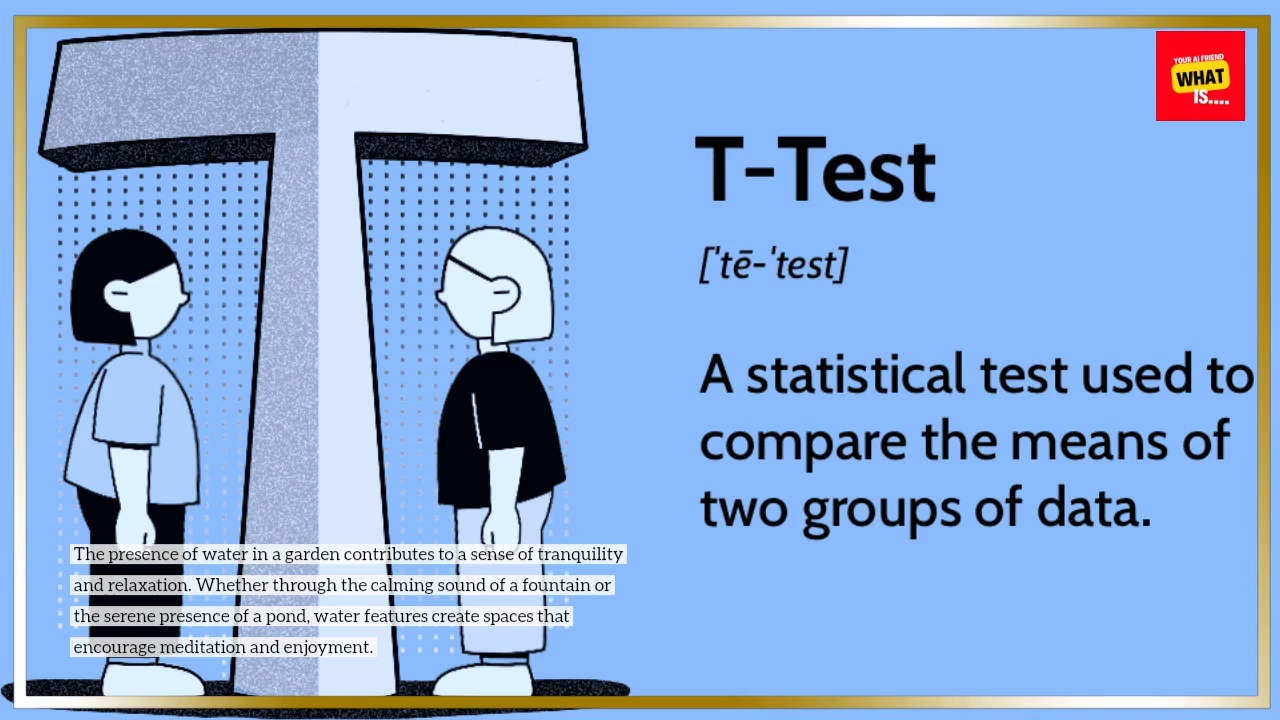 YOUR AI FRIEND
WHAT
IS....
T-Test
[ˈtē-ˈtest]
A statistical test used to
compare the means of
two groups of data.
The presence of water in a garden contributes to a sense of tranquility
and relaxation. Whether through the calming sound of a fountain or
the serene presence of a pond, water features create spaces that
encourage meditation and enjoyment.